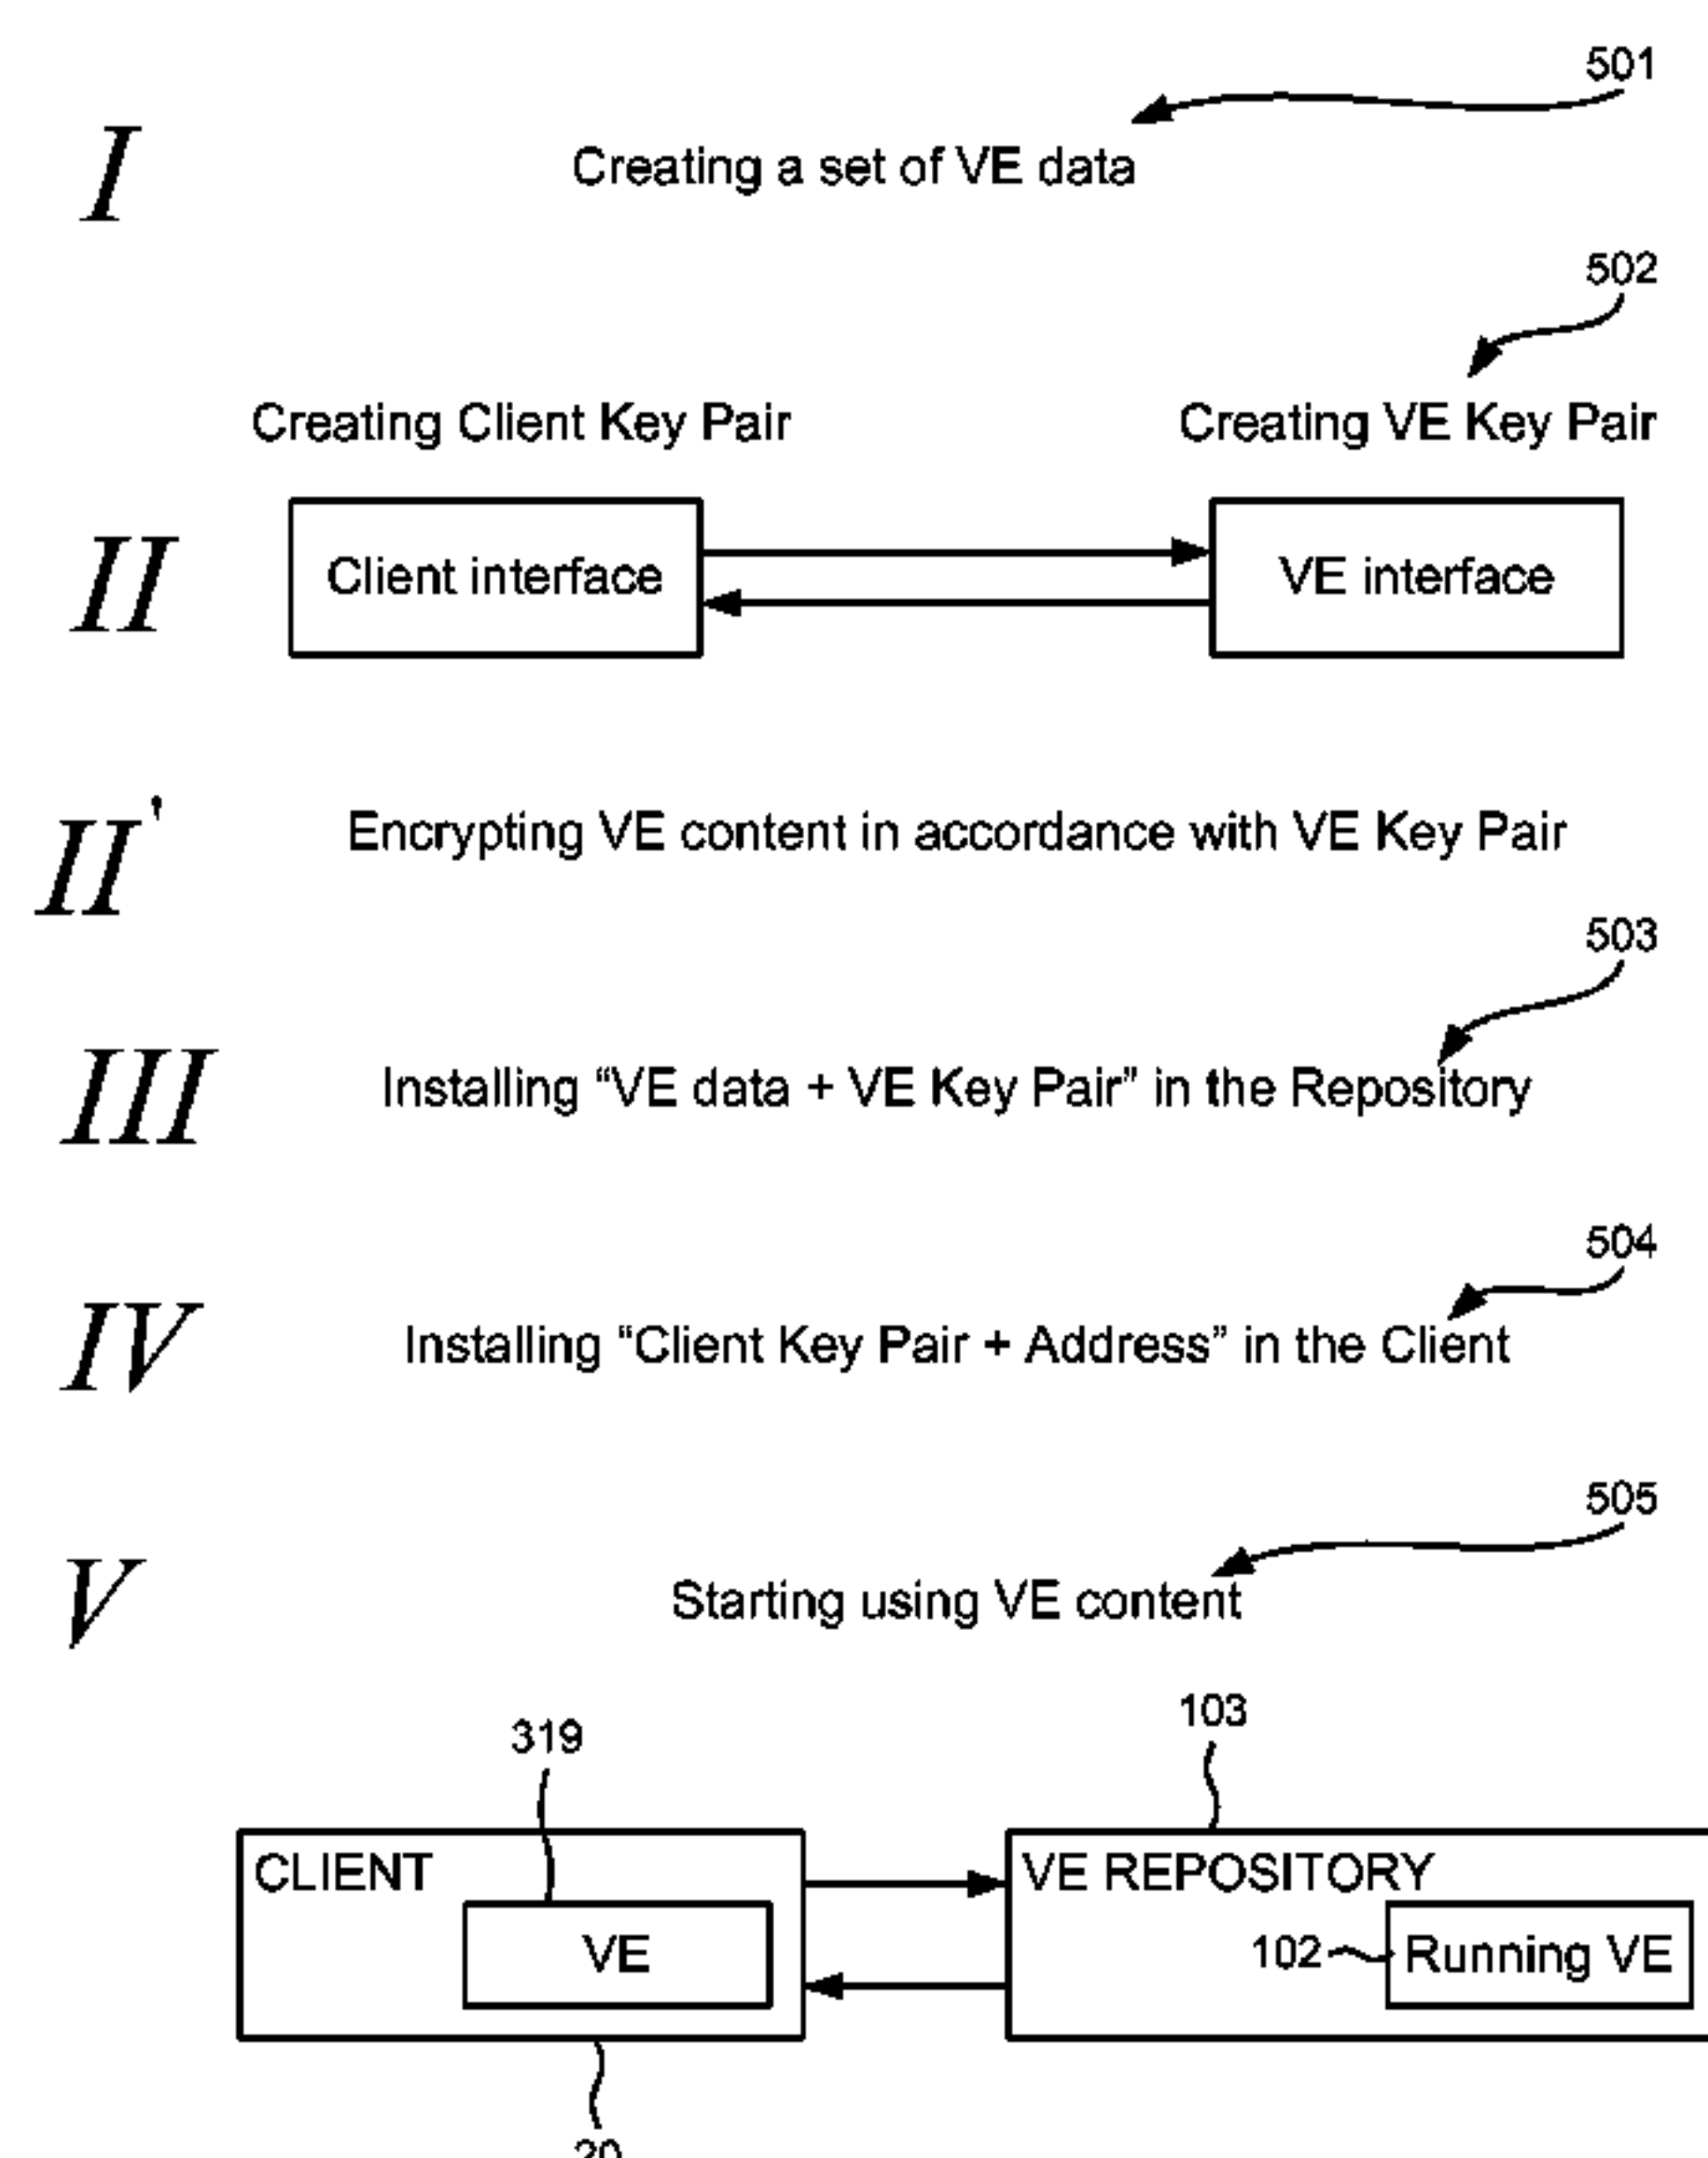 501
I
Creating a set of VE data
502
Creating Client Key Pair
Creating VE Key Pair
II
Client interface
VE interface
II'
Encrypting VE content in accordance with VE Key Pair
503
III
Installing “VE data + VE Key Pair” in the Repository
504
IV
Installing “Client Key Pair + Address” in the Client
505
V
Starting using VE content
319
103
CLIENT
VE REPOSITORY
VE
102
Running VE